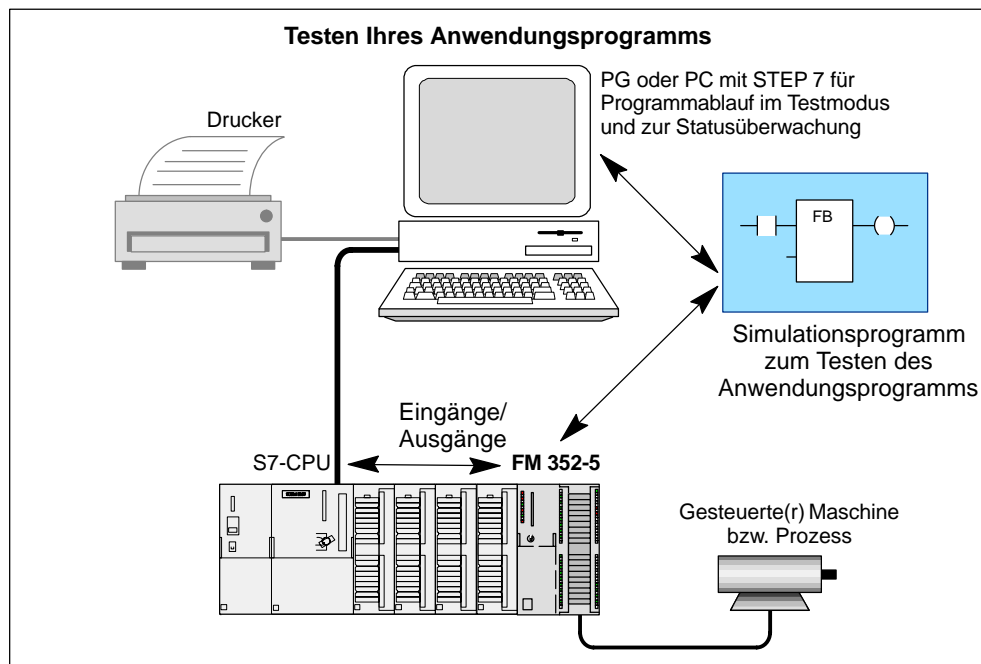 Testen Ihres Anwendungsprogramms
PG oder PC mit STEP 7 für
Programmablauf im Testmodus
und zur Statusüberwachung
Drucker
FB
Simulationsprogramm
zum Testen des
Anwendungsprogramms
Eingänge/
Ausgänge
S7-CPU
FM 352-5
Gesteuerte(r) Maschine
bzw. Prozess